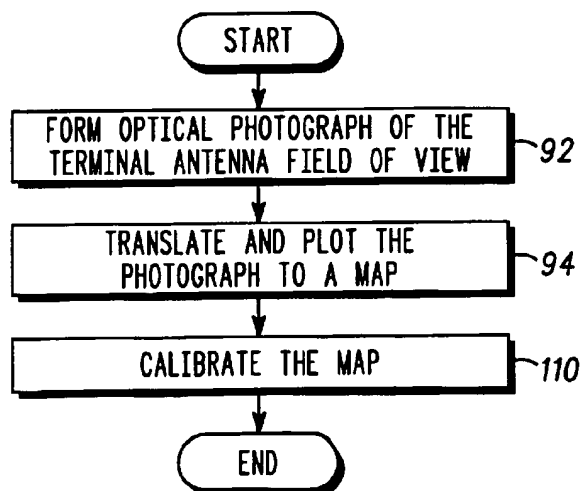 START
FORM OPTICAL PHOTOGRAPH OF THE
TERMINAL ANTENNA FIELD OF VIEW
92
TRANSLATE AND PLOT THE
PHOTOGRAPH TO A MAP
94
CALIBRATE THE MAP
110
END